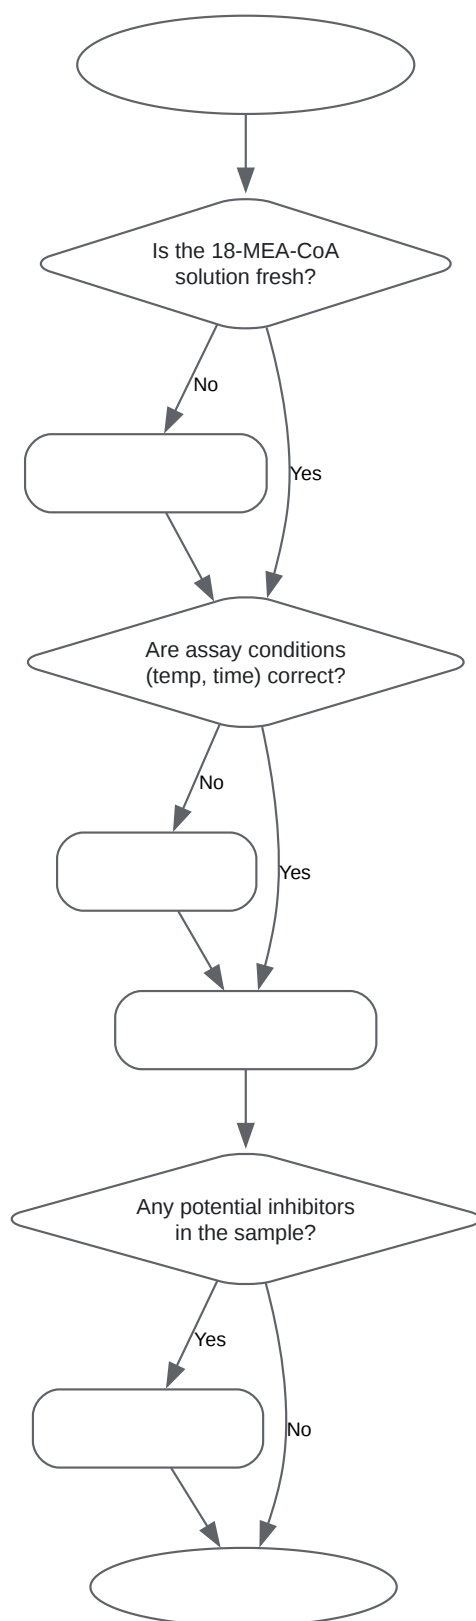 Is the 18-MEA-CoA
solution fresh?
No
Yes
Are assay conditions
(temp, time) correct?
No
Yes
Any potential inhibitors
in the sample?
Yes
No